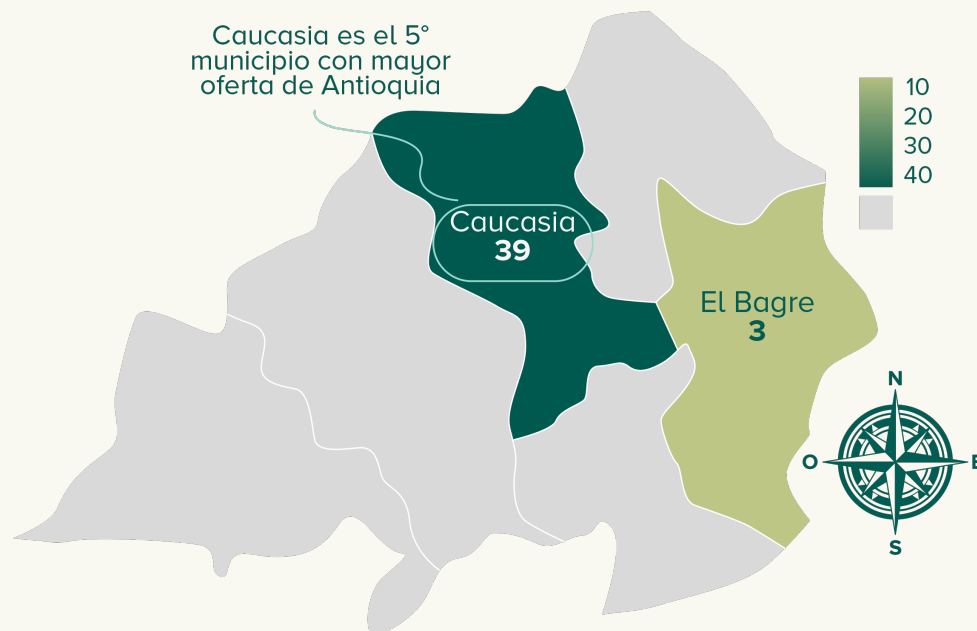 Caucasia es el 5°
municipio con mayor
oferta de Antioquia
10
20
30
40
Caucasia
39
El Bagre
3
N
O
E
S